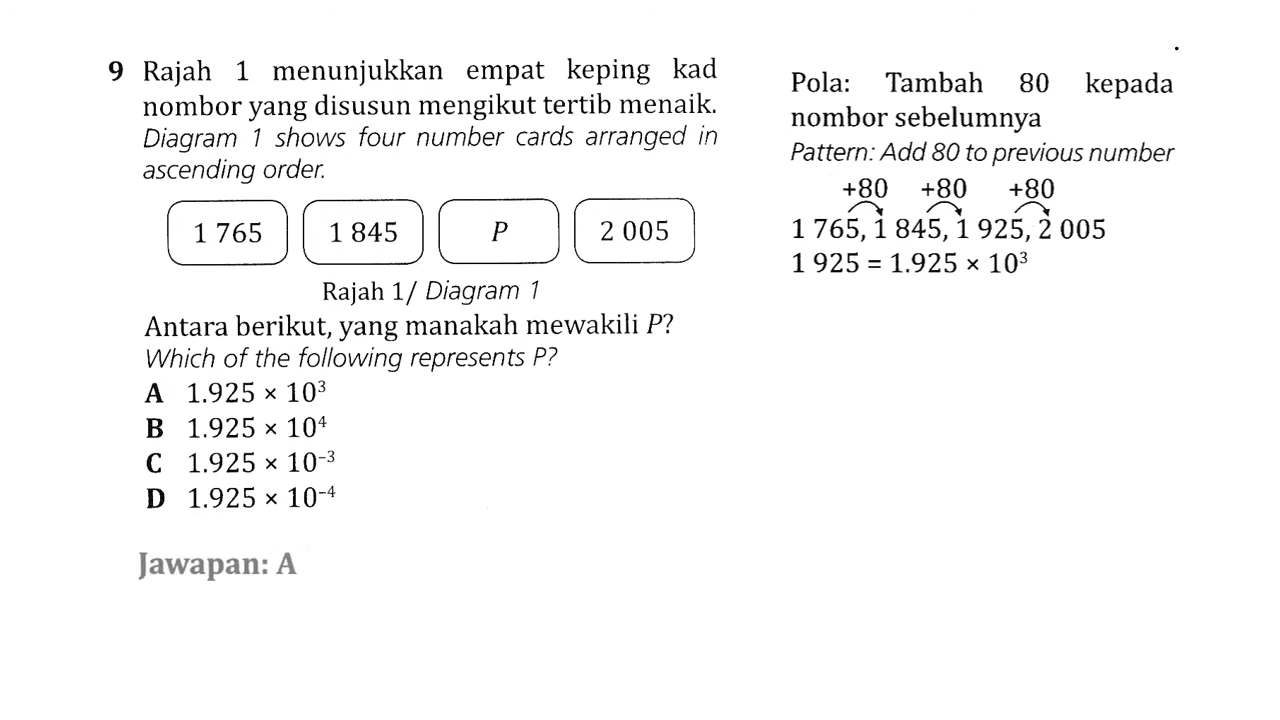 9 Rajah 1 menunjukkan empat keping kad
nombor yang disusun mengikut tertib menaik.
Diagram 1 shows four number cards arranged in
ascending order.
1 765 1 845 P 2 005
Rajah 1/ Diagram 1
Antara berikut, yang manakah mewakili P?
Which of the following represents P?
A 1.925 × 10³
B 1.925 × 10⁴
C 1.925 × 10⁻³
D 1.925 × 10⁻⁴
Jawapan: A
Pola: Tambah 80 kepada
nombor sebelumnya
Pattern: Add 80 to previous number
+80 +80 +80
1 765, 1 845, 1 925, 2 005
1 925 = 1.925 × 10³